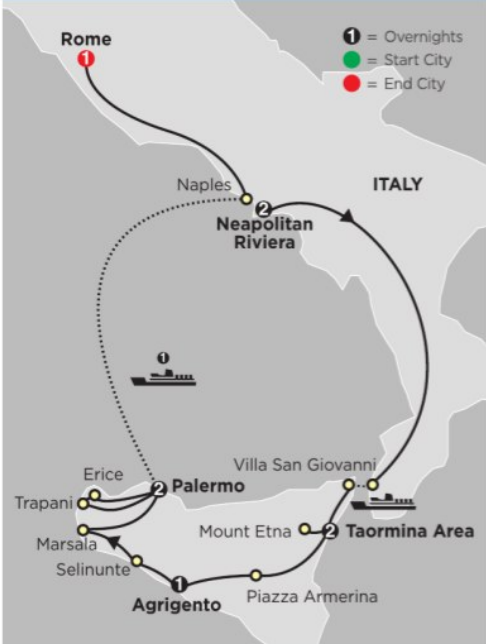 Rome
1
1 = Overnights
= Start City
= End City
Naples
ITALY
2
Neapolitan
Riviera
1
Villa San Giovanni
Erice
2 Palermo
Trapani
Mount Etna
2 Taormina Area
Marsala
Selinunte
1
Agrigento
Piazza Armerina